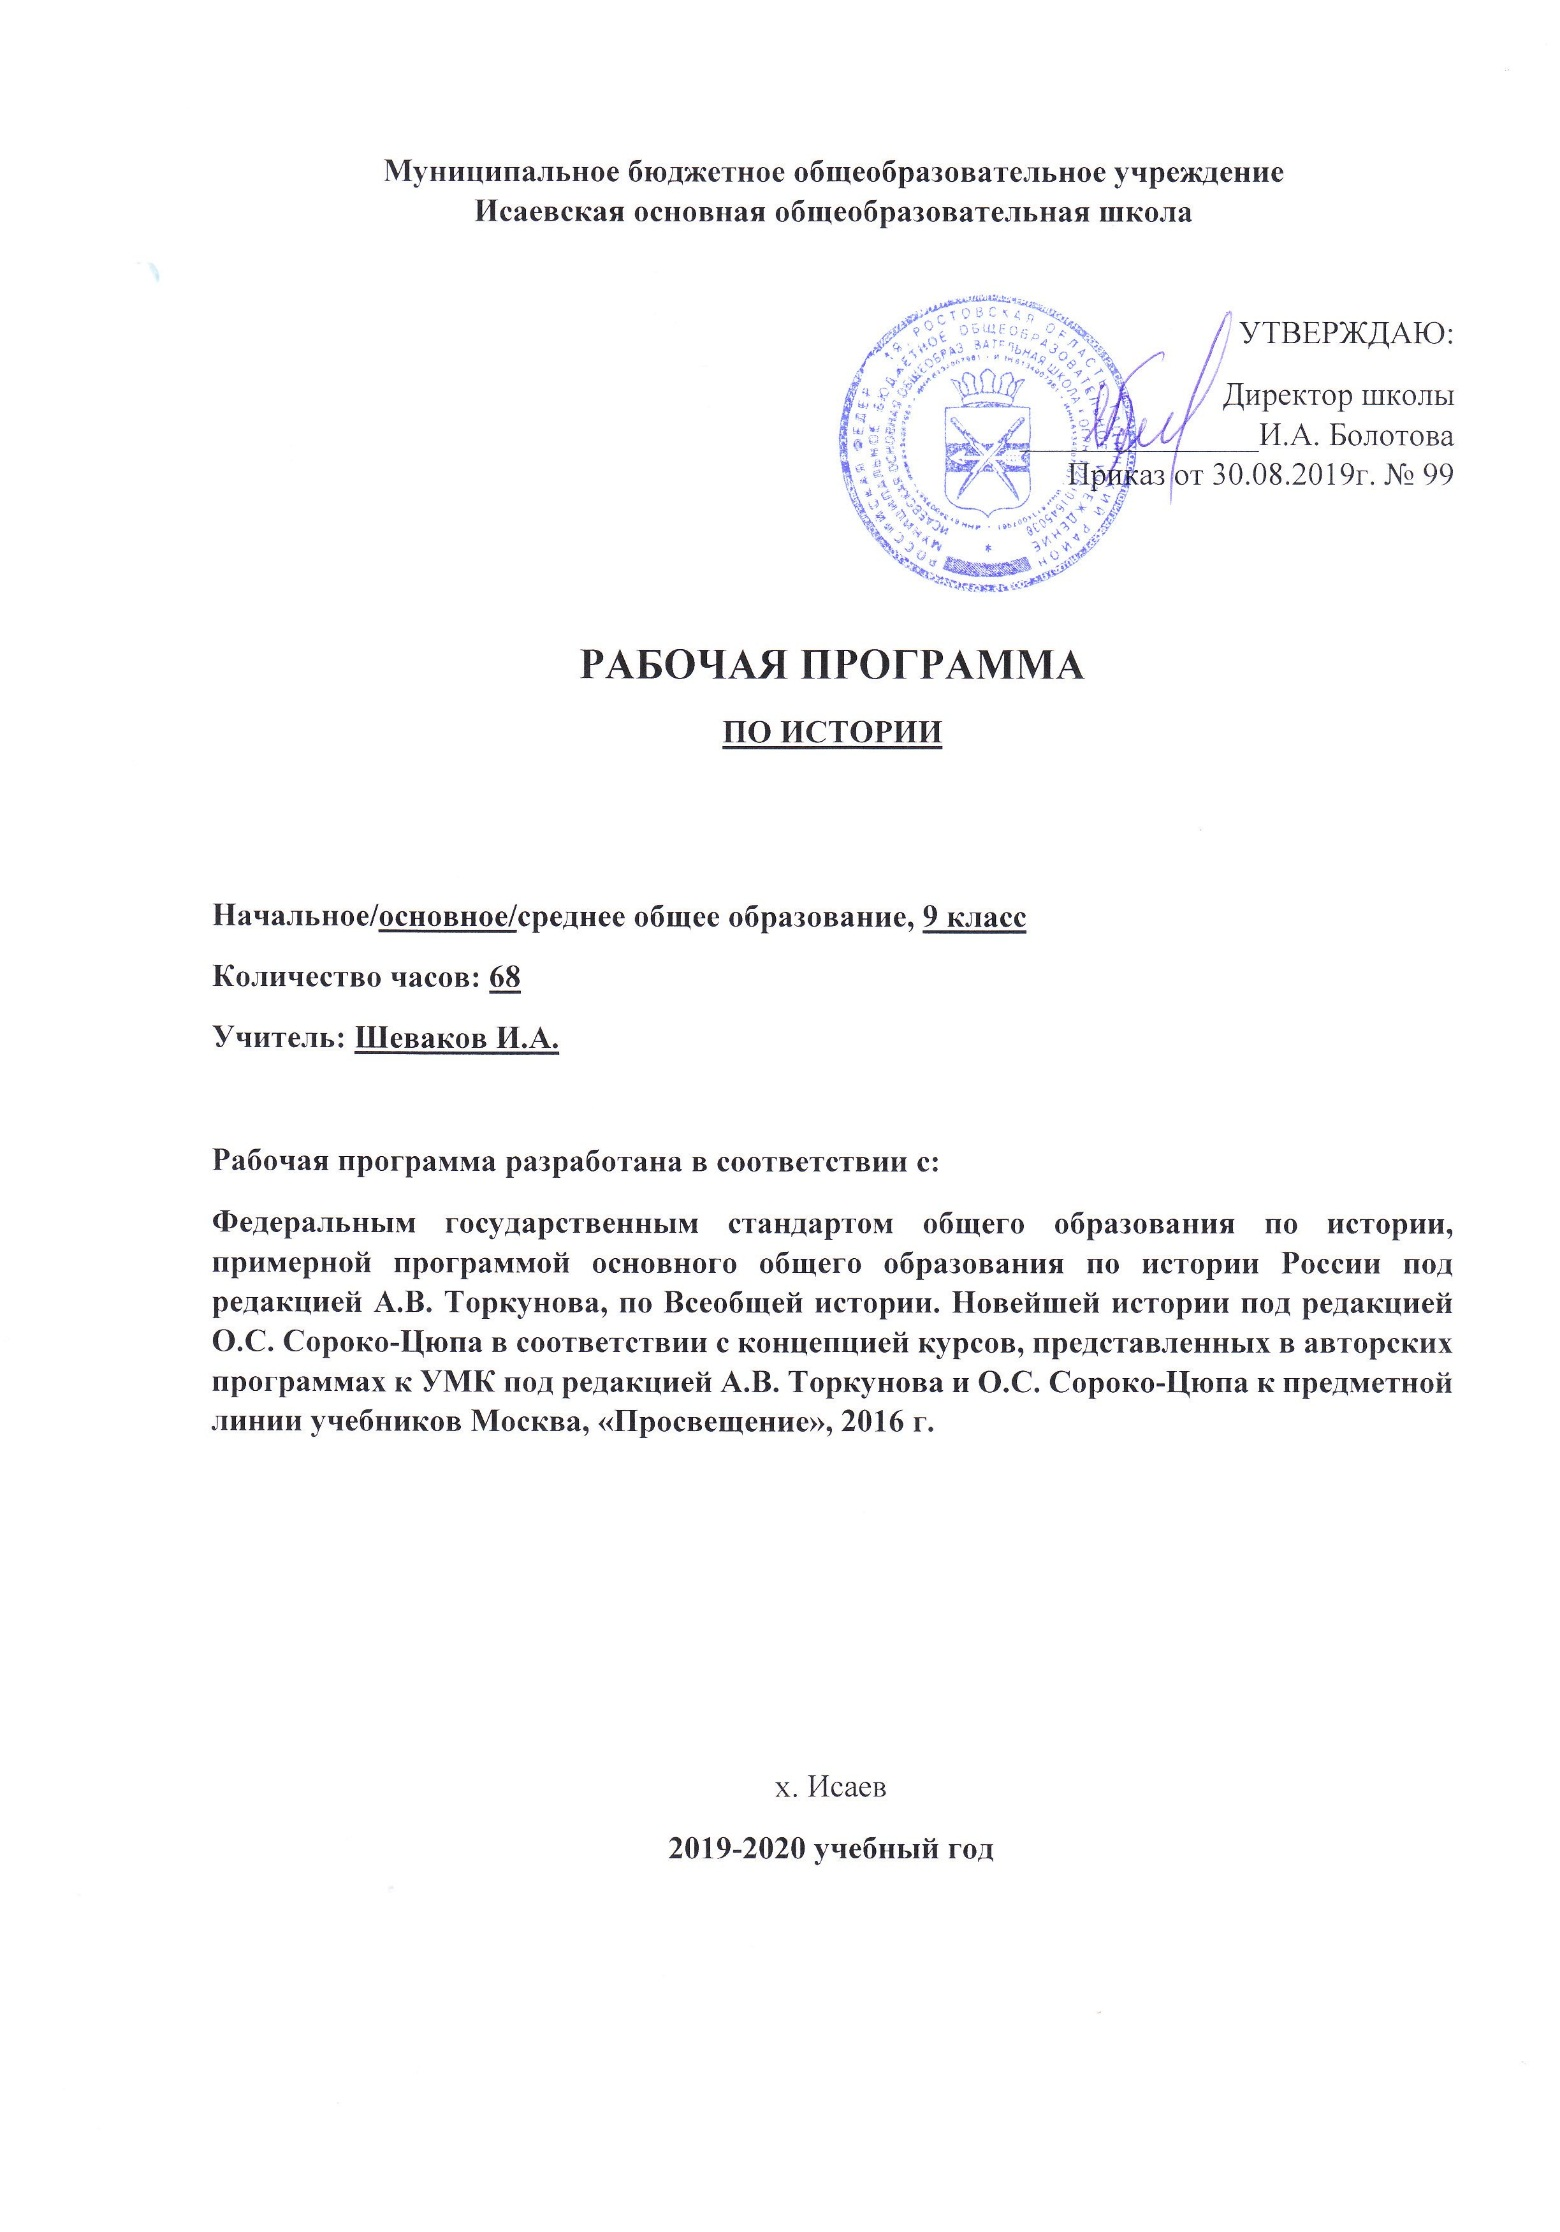 Муниципальное бюджетное общеобразовательное учреждение
Исаевская основная общеобразовательная школа
УТВЕРЖДАЮ:
Директор школы
И.А. Болотова
Приказ от 30.08.2019г. № 99
РАБОЧАЯ ПРОГРАММА
ПО ИСТОРИИ
Начальное/основное/среднее общее образование, 9 класс
Количество часов: 68
Учитель: Шеваков И.А.
Рабочая программа разработана в соответствии с:
Федеральным государственным стандартом общего образования по истории,
примерной программой основного общего образования по истории России под
редакцией А.В. Торкунова, по Всеобщей истории. Новейшей истории под редакцией
О.С. Сороко-Цюпа в соответствии с концепцией курсов, представленных в авторских
программах к УМК под редакцией А.В. Торкунова и О.С. Сороко-Цюпа к предметной
линии учебников Москва, «Просвещение», 2016 г.
х. Исаев
2019-2020 учебный год